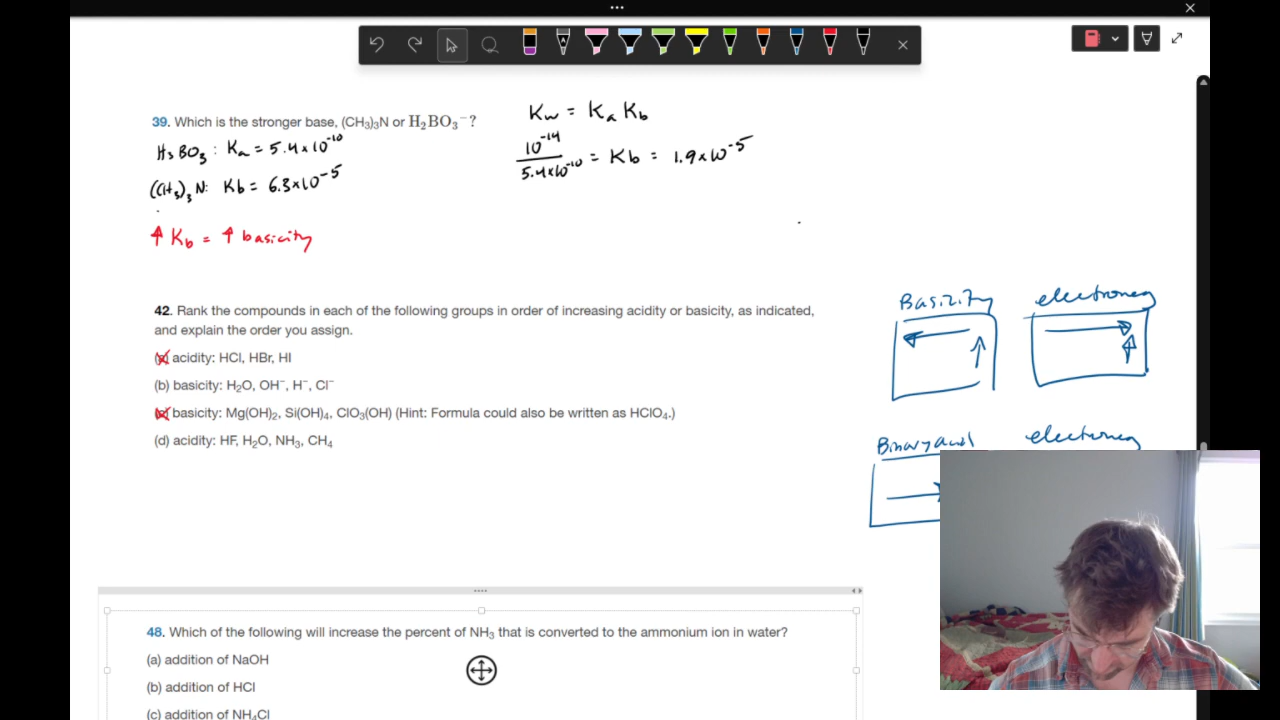 39. Which is the stronger base, (CH₃)₃N or H₂BO₃⁻?
H₃BO₃: Ka = 5.4×10⁻¹⁰
(CH₃)₃N: Kb = 6.3×10⁻⁵
↑ Kb = ↑ basicity
Kw = Ka Kb
10⁻¹⁴ / 5.4×10⁻¹⁰ = Kb = 1.9×10⁻⁵
42. Rank the compounds in each of the following groups in order of increasing acidity or basicity, as indicated,
and explain the order you assign.
(a) acidity: HCl, HBr, HI
(b) basicity: H₂O, OH⁻, H⁻, Cl⁻
(c) basicity: Mg(OH)₂, Si(OH)₄, ClO₃(OH) (Hint: Formula could also be written as HClO₄.)
(d) acidity: HF, H₂O, NH₃, CH₄
Basizity
electroneg
Binary acid
electroneg
48. Which of the following will increase the percent of NH₃ that is converted to the ammonium ion in water?
(a) addition of NaOH
(b) addition of HCl
(c) addition of NH₄Cl